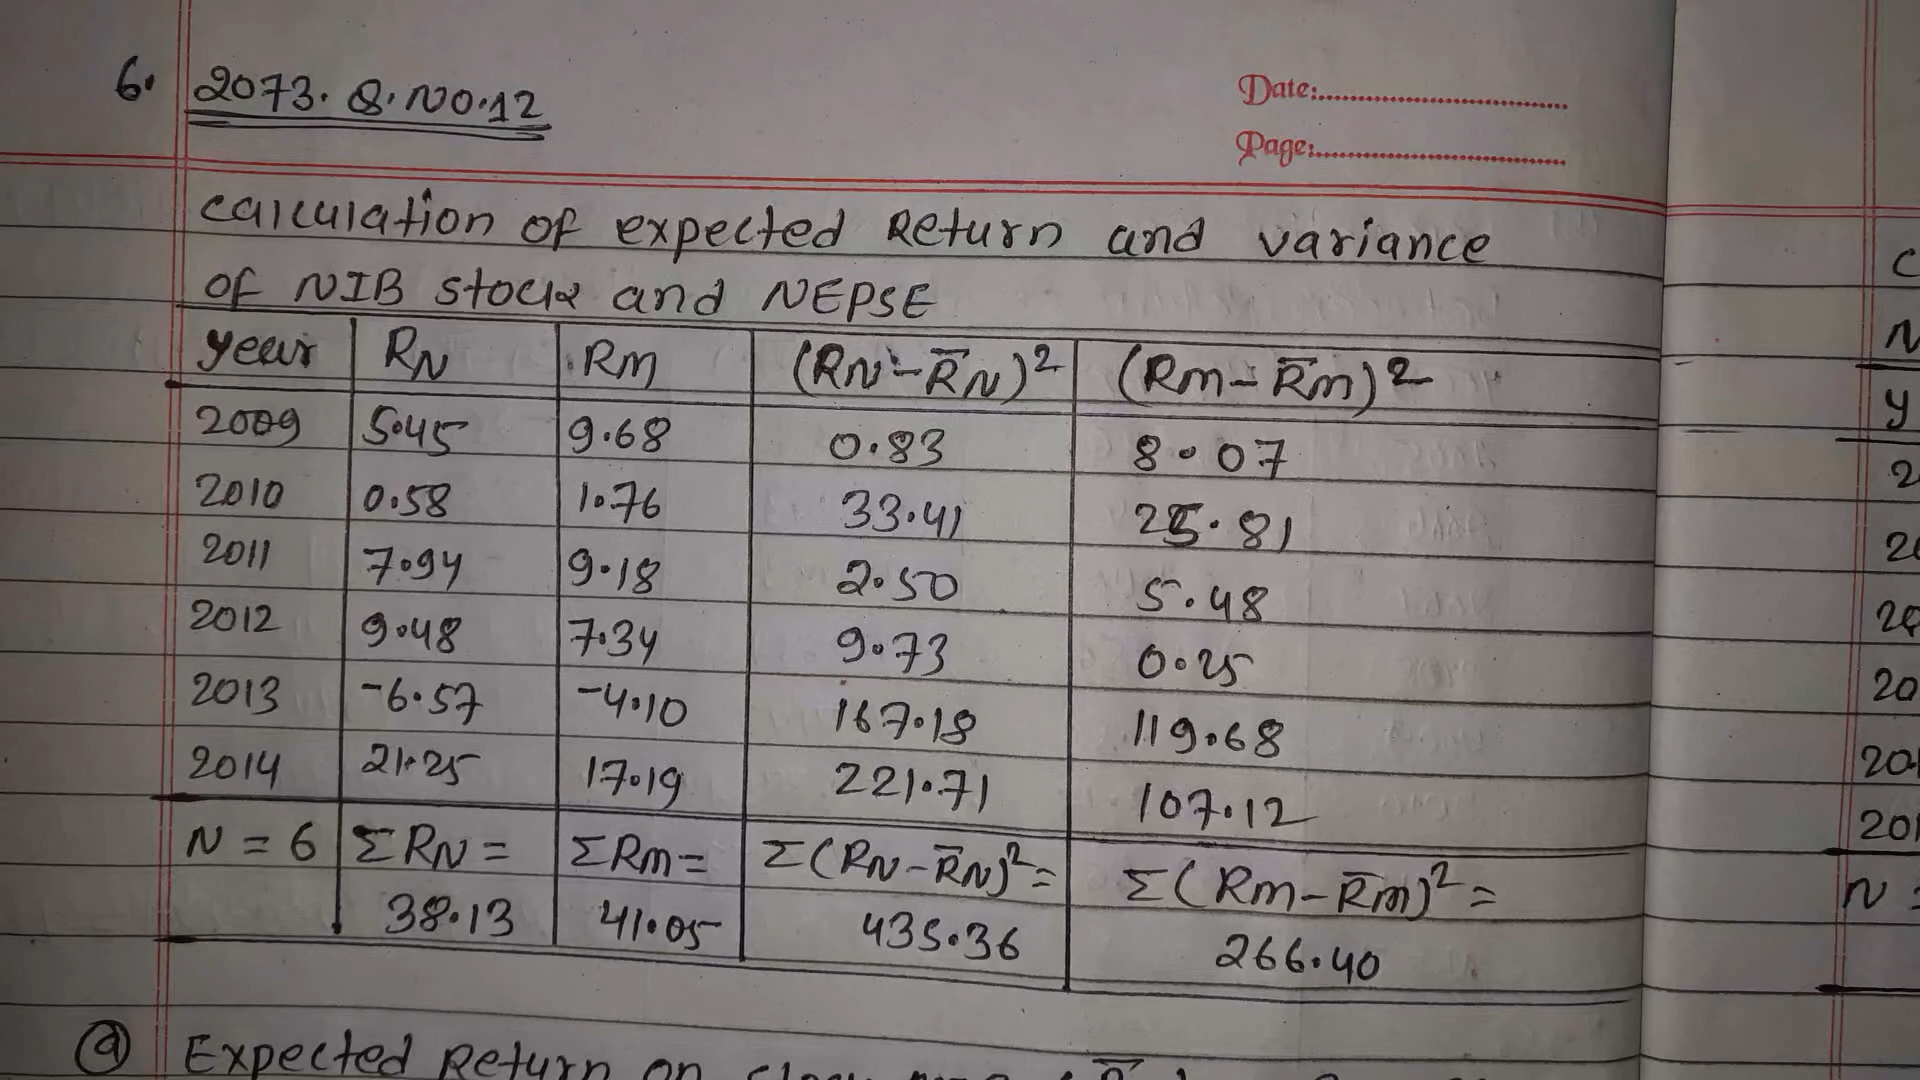 6. 2073. Q.NO.12
Date:
Page:
calculation of expected Return and variance
of NIB stock and NEPSE
year RN Rm (RN-R̅N)² (Rm-R̅m)²
2009 5.45 9.68 0.83 8.07
2010 0.58 1.76 33.41 25.81
2011 7.94 9.18 2.50 5.48
2012 9.48 7.34 9.73 0.25
2013 -6.57 -4.10 167.18 119.68
2014 21.25 17.19 221.71 107.12
N = 6 ΣRN = ΣRm = Σ(RN-R̅N)² = Σ(Rm-R̅m)² =
38.13 41.05 435.36 266.40
ⓐ Expected Return on